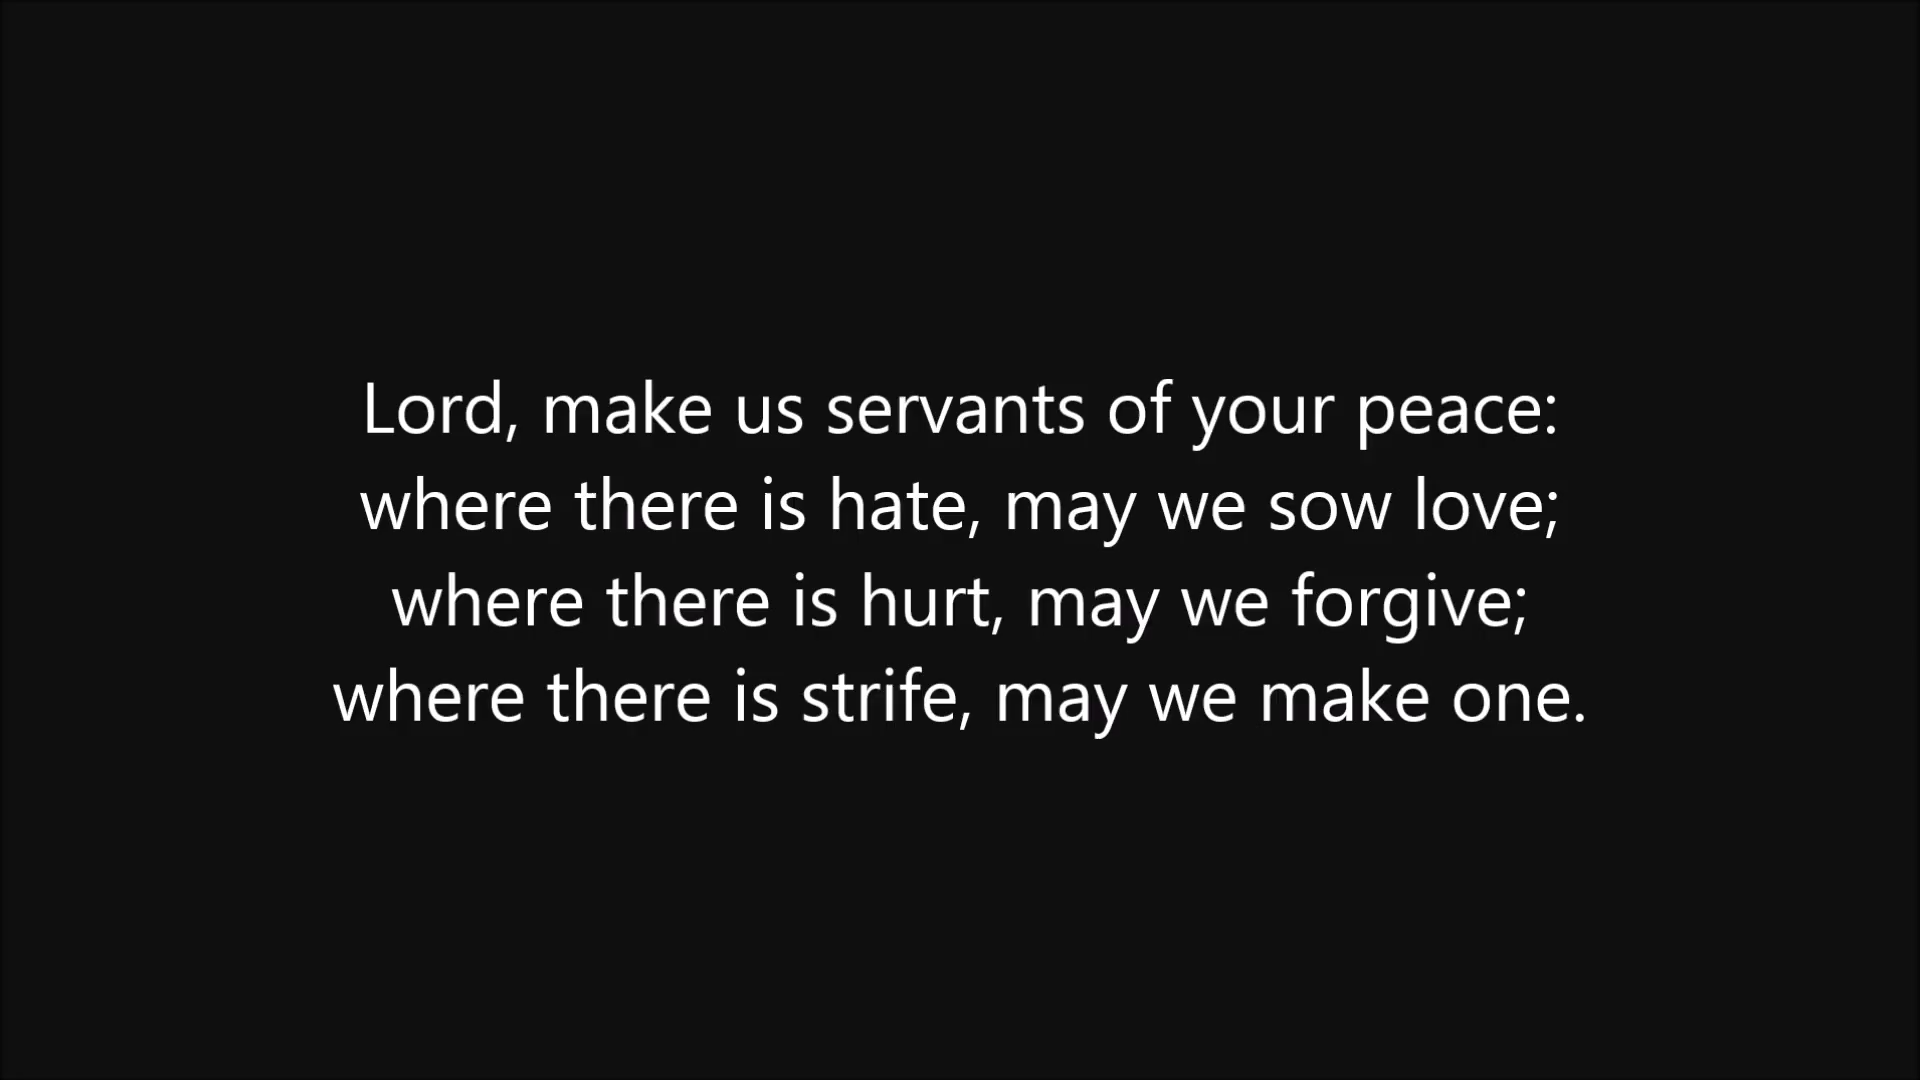 Lord, make us servants of your peace:
where there is hate, may we sow love;
where there is hurt, may we forgive;
where there is strife, may we make one.